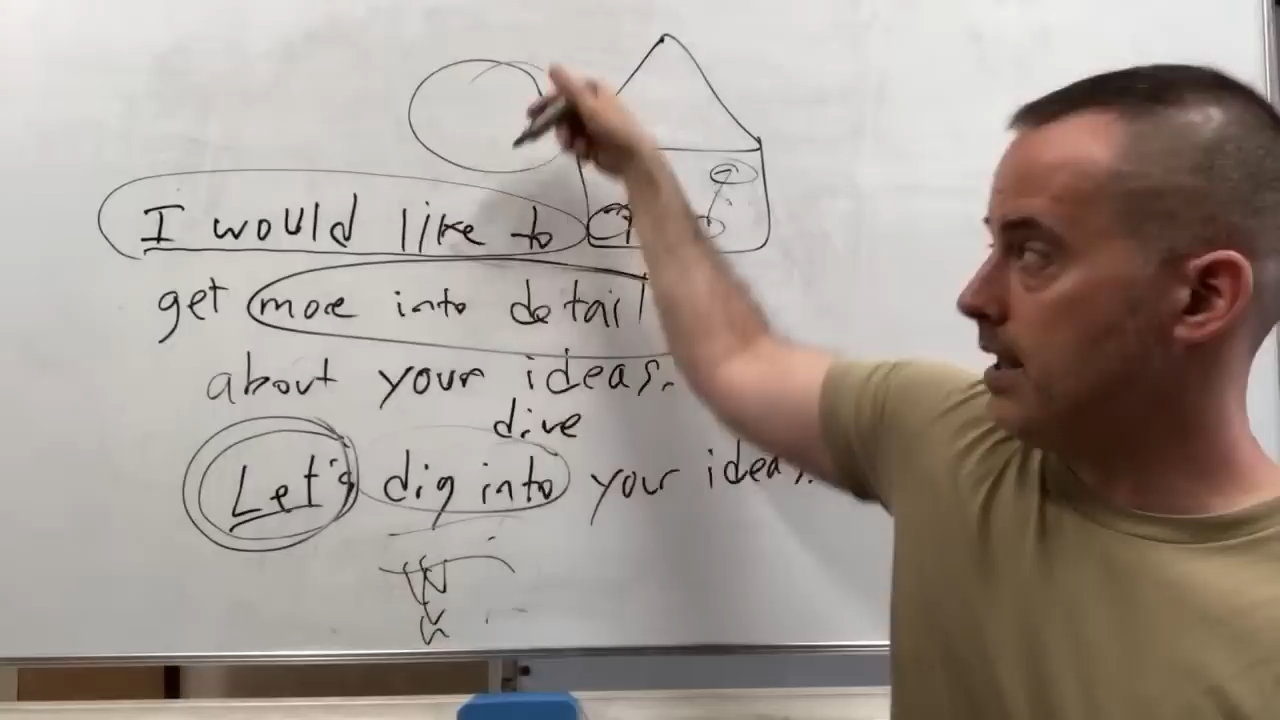 I would like to
get more into detail
about your ideas.
dive
Let's dig into your ideas.